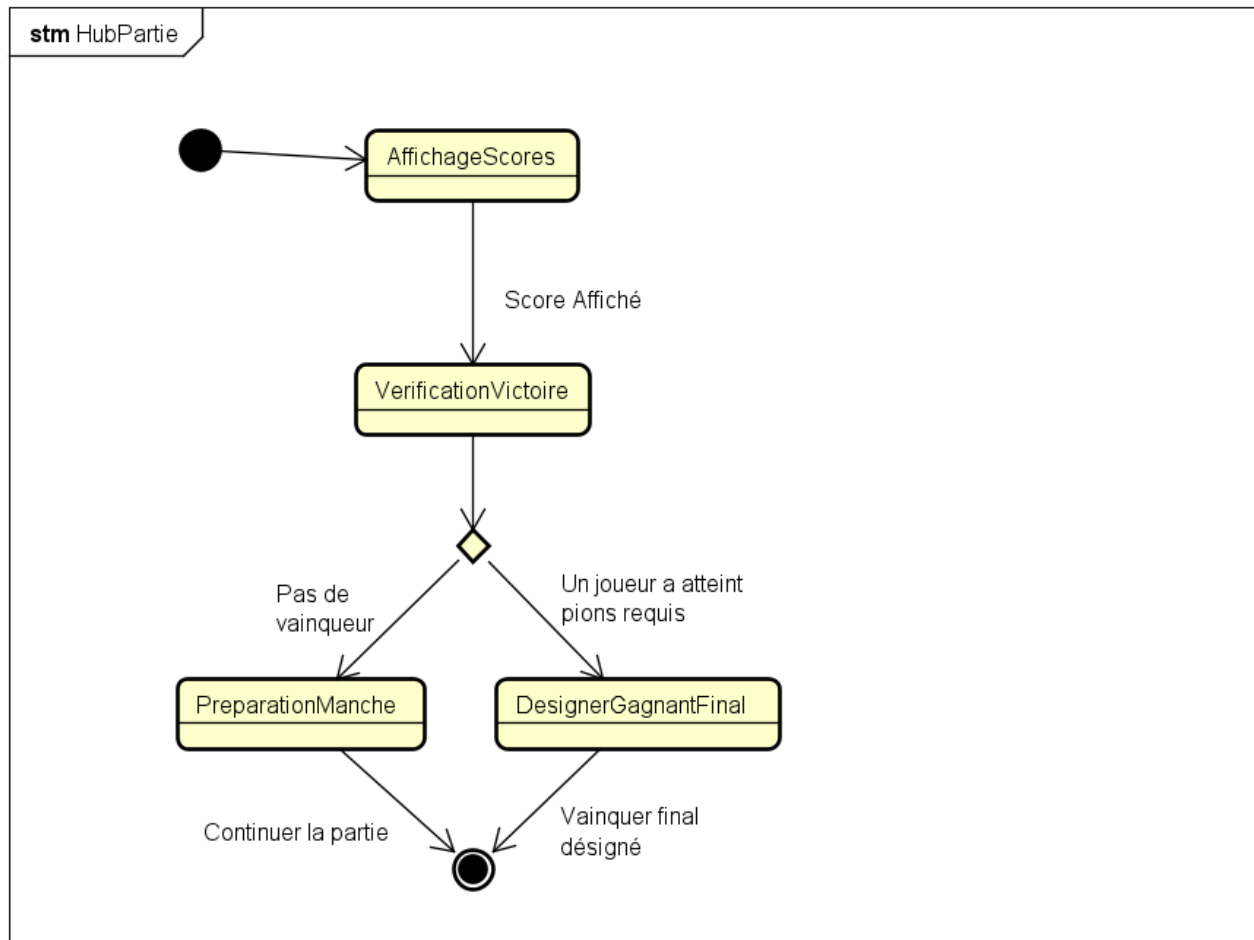 stm HubPartie
AffichageScores
Score Affiché
VerificationVictoire
Pas de
vainqueur
Un joueur a atteint
pions requis
PreparationManche
DesignerGagnantFinal
Continuer la partie
Vainquer final
désigné